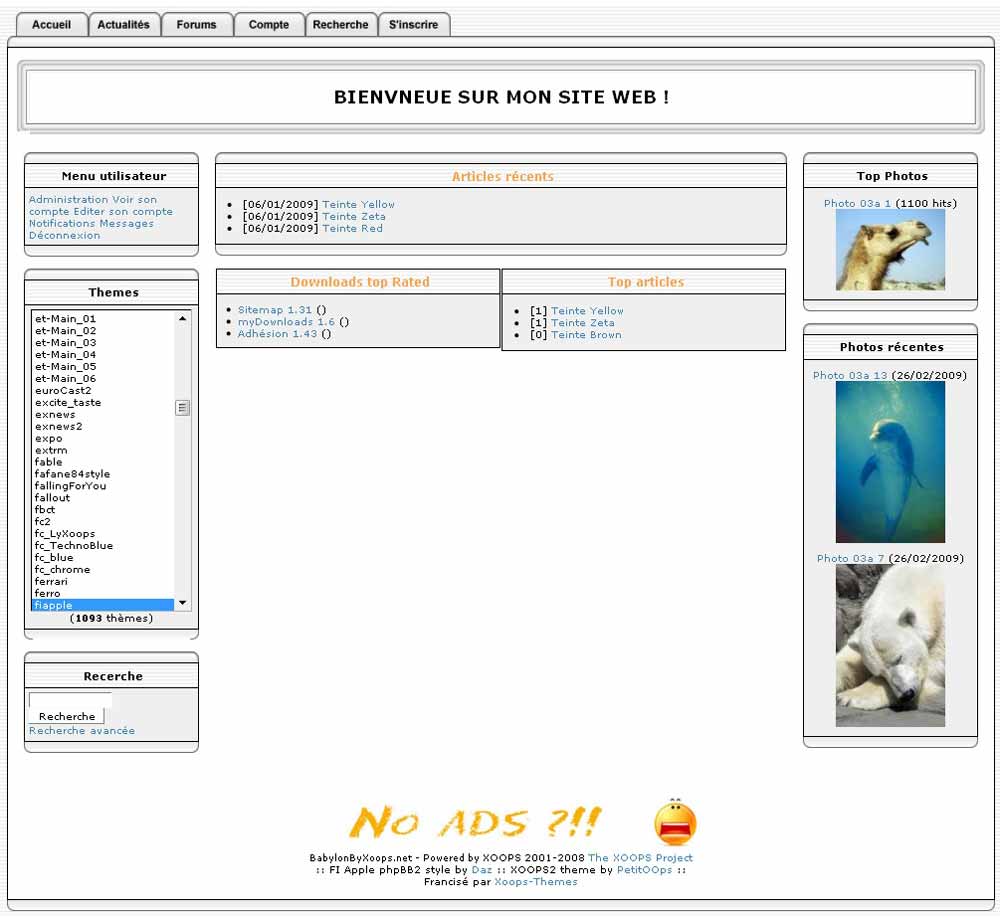 Accueil
Actualités
Forums
Compte
Recherche
S'inscrire
BIENVNEUE SUR MON SITE WEB !
Menu utilisateur
Administration Voir son
compte Editer son compte
Notifications Messages
Déconnexion
Themes
et-Main_01
et-Main_02
et-Main_03
et-Main_04
et-Main_05
et-Main_06
euroCast2
excite_taste
exnews
exnews2
expo
extrm
fable
fafane84style
fallingForYou
fallout
fbct
fc2
fc_LyXoops
fc_TechnoBlue
fc_blue
fc_chrome
ferrari
ferro
fiapple
(1093 thèmes)
Recerche
Recherche
Recherche avancée
Articles récents
[06/01/2009] Teinte Yellow
[06/01/2009] Teinte Zeta
[06/01/2009] Teinte Red
Downloads top Rated
Sitemap 1.31 ()
myDownloads 1.6 ()
Adhésion 1.43 ()
Top articles
[1] Teinte Yellow
[1] Teinte Zeta
[0] Teinte Brown
Top Photos
Photo 03a 1 (1100 hits)
Photos récentes
Photo 03a 13 (26/02/2009)
Photo 03a 7 (26/02/2009)
No ADS ?!!
BabylonByXoops.net - Powered by XOOPS 2001-2008 The XOOPS Project
:: FI Apple phpBB2 style by Daz :: XOOPS2 theme by PetitOOps ::
Francisé par Xoops-Themes